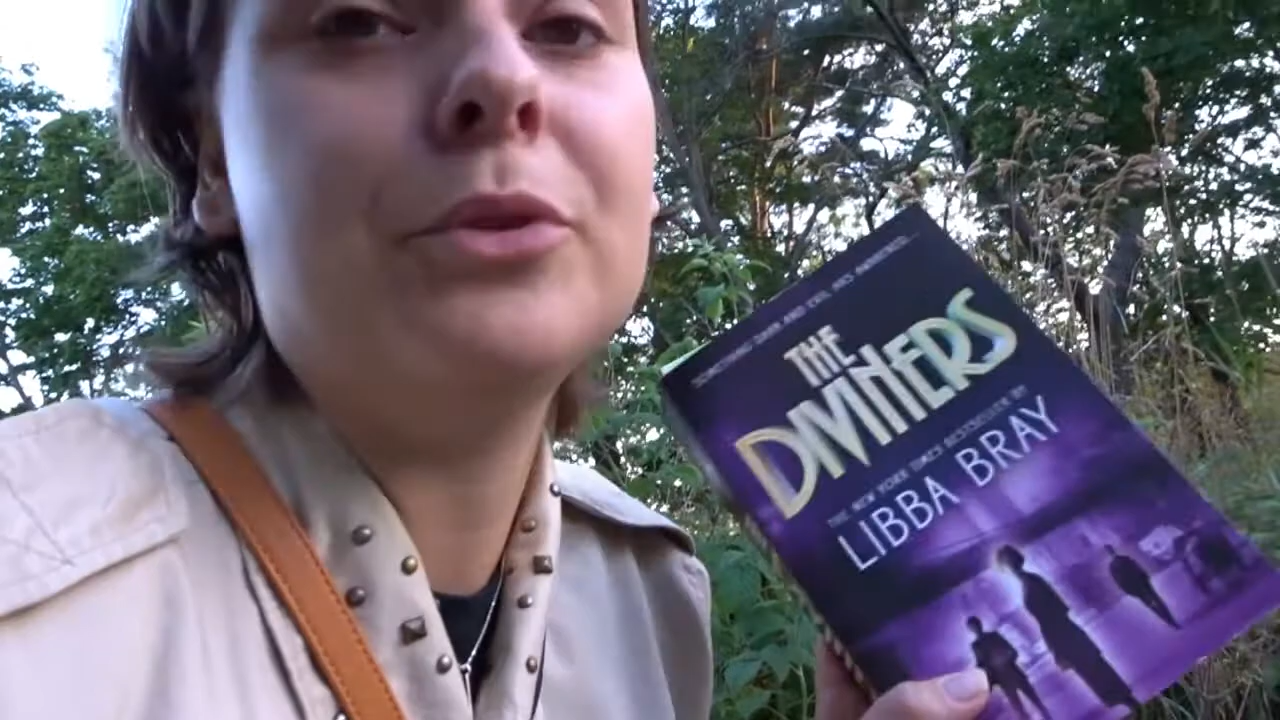 SOMETHING DARK AND EVIL HAS AWAKENED...
THE
DIVINERS
THE NEW YORK TIMES BESTSELLER BY
LIBBA BRAY